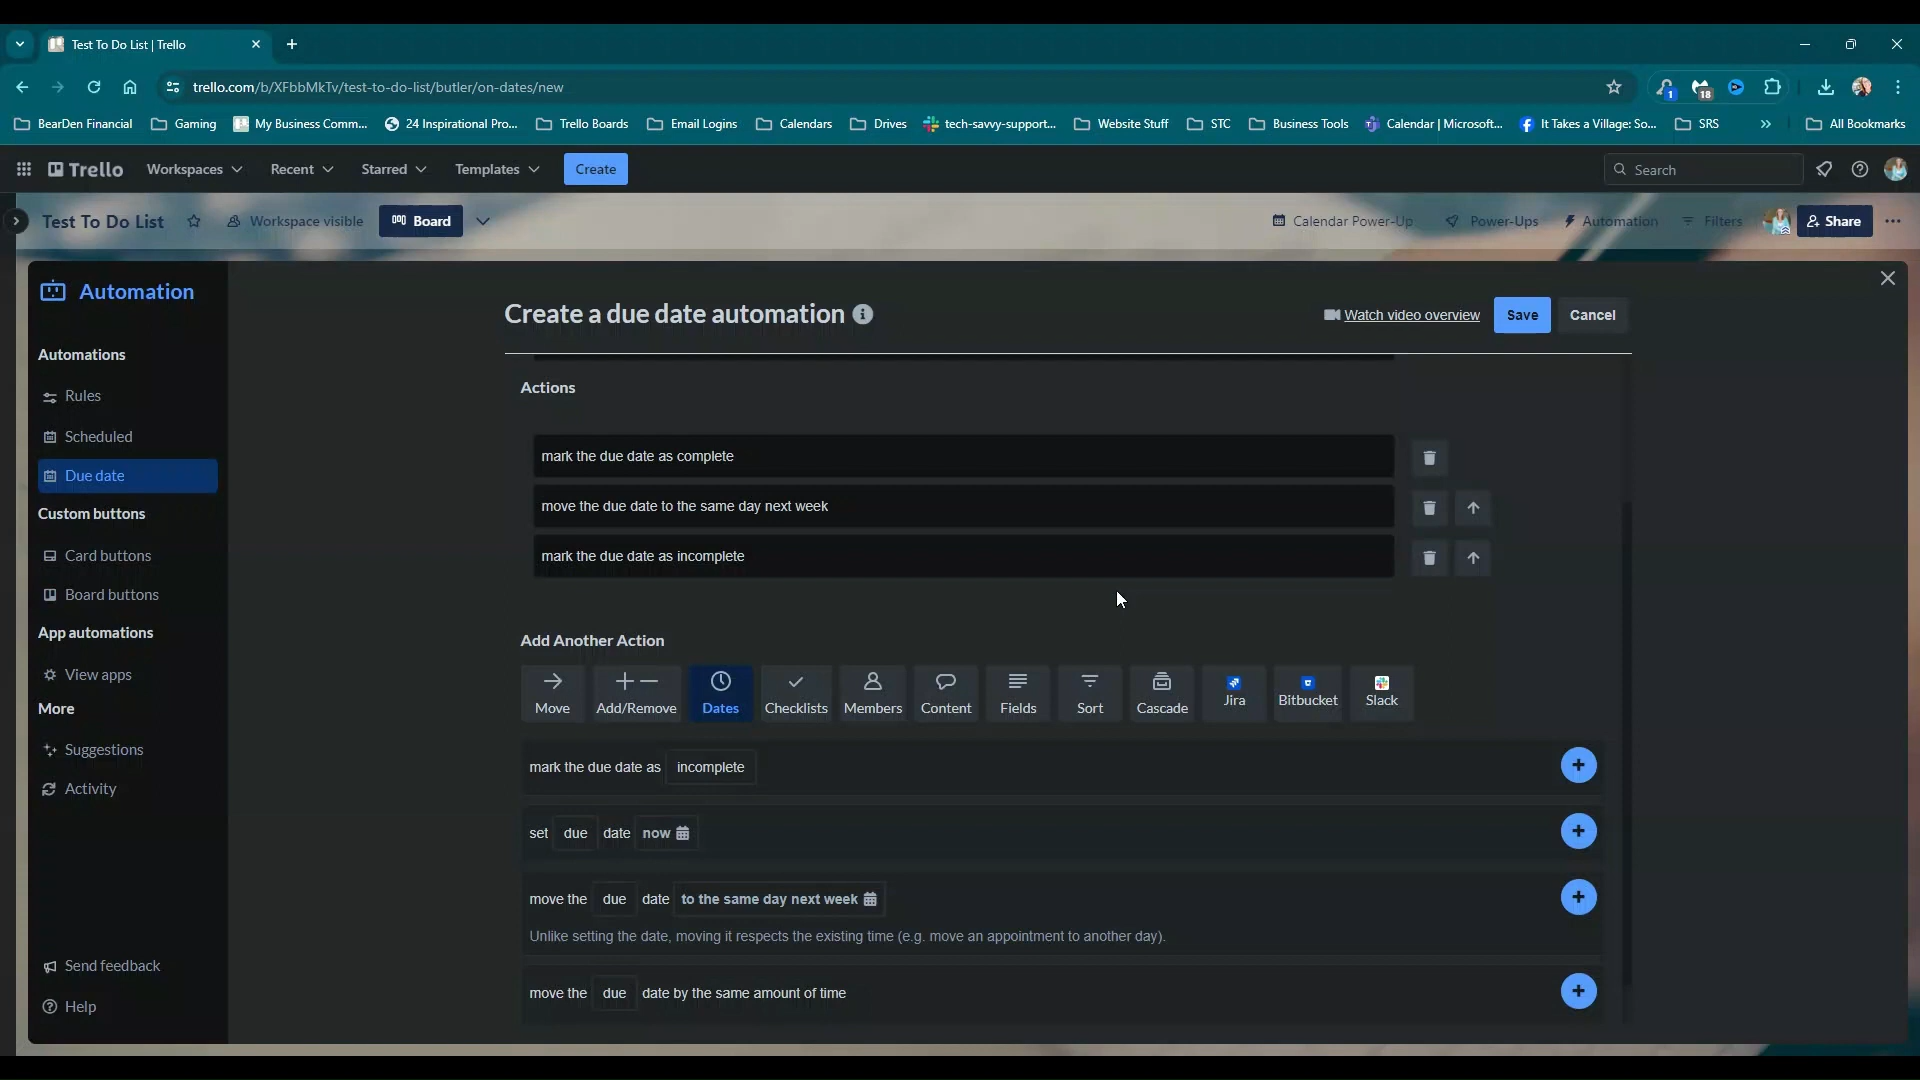 Test To Do List | Trello
trello.com/b/XFbbMkTv/test-to-do-list/butler/on-dates/new
1
18
BearDen Financial
Gaming
My Business Comm...
24 Inspirational Pro...
Trello Boards
Email Logins
Calendars
Drives
tech-savvy-support...
Website Stuff
STC
Business Tools
Calendar | Microsoft...
It Takes a Village: So...
SRS
»
All Bookmarks
Trello
Workspaces
Recent
Starred
Templates
Create
Search
Test To Do List
Workspace visible
Board
Calendar Power-Up
Power-Ups
Automation
Filters
Share
Automation
Automations
Rules
Scheduled
Due date
Custom buttons
Card buttons
Board buttons
App automations
View apps
More
Suggestions
Activity
Send feedback
Help
Create a due date automation
Watch video overview
Save
Cancel
Actions
mark the due date as complete
move the due date to the same day next week
mark the due date as incomplete
Add Another Action
Move
Add/Remove
Dates
Checklists
Members
Content
Fields
Sort
Cascade
Jira
Bitbucket
Slack
mark the due date as incomplete
set due date now
move the due date to the same day next week
Unlike setting the date, moving it respects the existing time (e.g. move an appointment to another day).
move the due date by the same amount of time